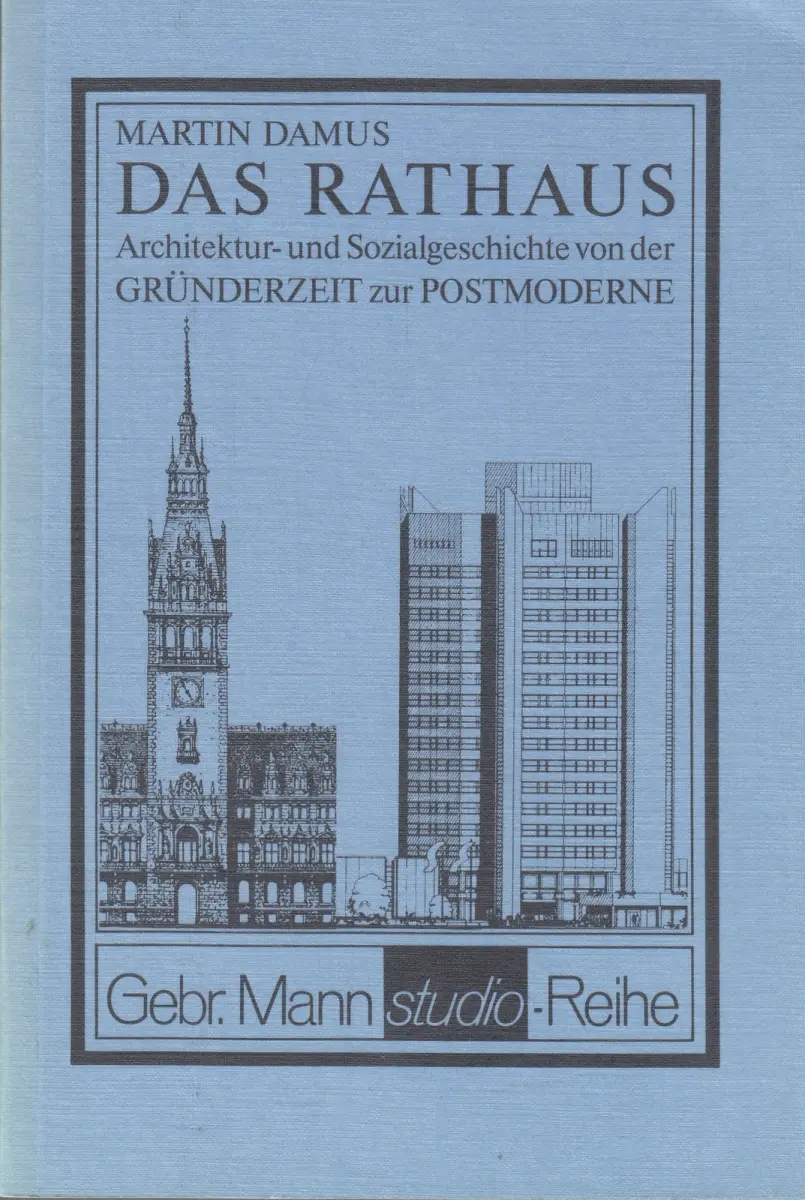 MARTIN DAMUS
DAS RATHAUS
Architektur- und Sozialgeschichte von der
GRÜNDERZEIT zur POSTMODERNE
Gebr. Mann studio-Reihe